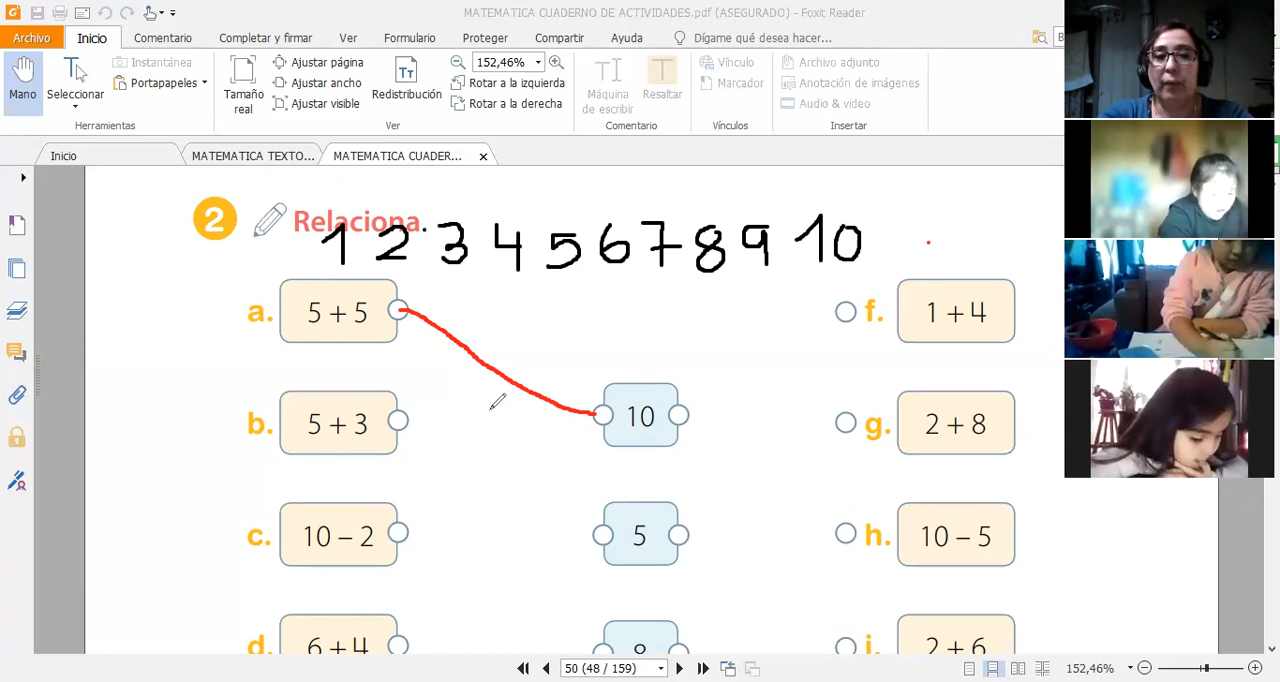 MATEMATICA CUADERNO DE ACTIVIDADES.pdf (ASEGURADO) - Foxit Reader
Archivo Inicio Comentario Completar y firmar Ver Formulario Proteger Compartir Ayuda Dígame qué desea hacer...
Mano
Seleccionar
Instantánea
Portapapeles
Herramientas
Tamaño real
Ajustar página
Ajustar ancho
Ajustar visible
Redistribución
152,46%
Rotar a la izquierda
Rotar a la derecha
Ver
Máquina de escribir
Resaltar
Comentario
Vínculo
Marcador
Vínculos
Archivo adjunto
Anotación de imágenes
Audio & video
Insertar
Inicio MATEMATICA TEXTO... MATEMATICA CUADER...
2 Relaciona.
1 2 3 4 5 6 7 8 9 10
a. 5 + 5
b. 5 + 3
c. 10 – 2
d. 6 + 4
10
5
8
f. 1 + 4
g. 2 + 8
h. 10 – 5
i. 2 + 6
50 (48 / 159)
152,46%